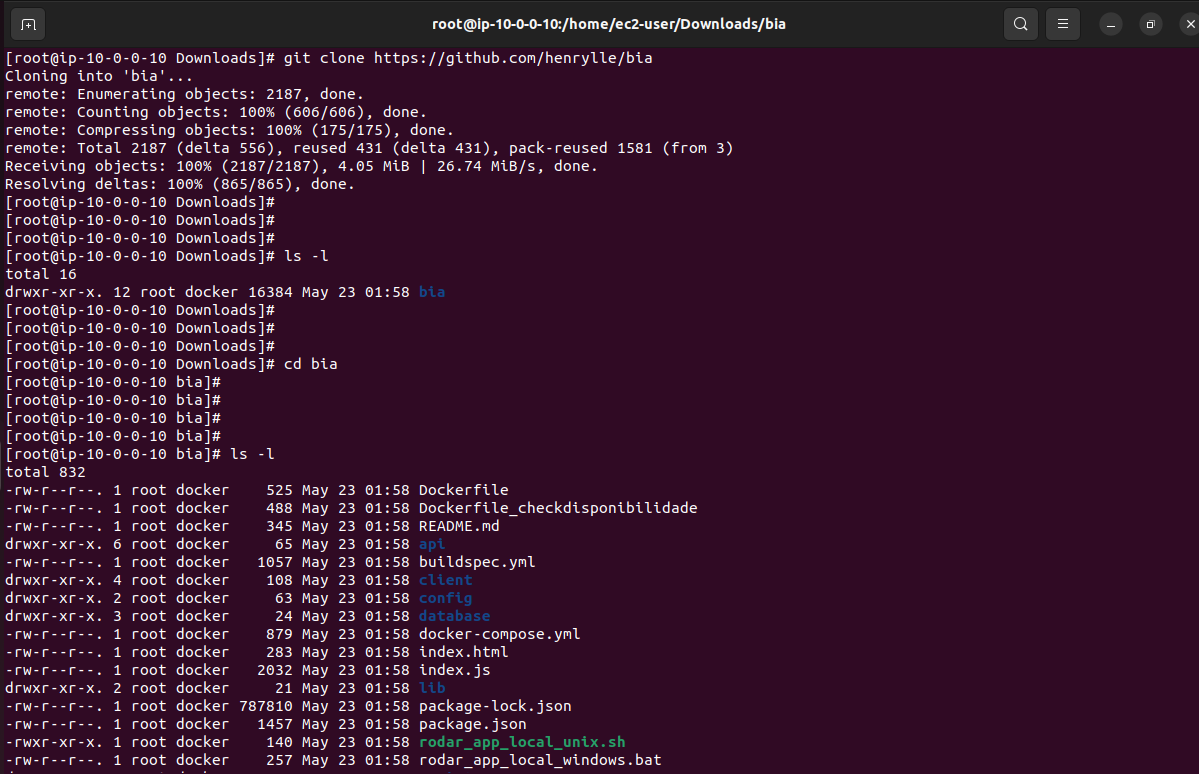 root@ip-10-0-0-10:/home/ec2-user/Downloads/bia
[root@ip-10-0-0-10 Downloads]# git clone https://github.com/henrylle/bia
Cloning into 'bia'...
remote: Enumerating objects: 2187, done.
remote: Counting objects: 100% (606/606), done.
remote: Compressing objects: 100% (175/175), done.
remote: Total 2187 (delta 556), reused 431 (delta 431), pack-reused 1581 (from 3)
Receiving objects: 100% (2187/2187), 4.05 MiB | 26.74 MiB/s, done.
Resolving deltas: 100% (865/865), done.
[root@ip-10-0-0-10 Downloads]#
[root@ip-10-0-0-10 Downloads]#
[root@ip-10-0-0-10 Downloads]#
[root@ip-10-0-0-10 Downloads]# ls -l
total 16
drwxr-xr-x. 12 root docker 16384 May 23 01:58 bia
[root@ip-10-0-0-10 Downloads]#
[root@ip-10-0-0-10 Downloads]#
[root@ip-10-0-0-10 Downloads]#
[root@ip-10-0-0-10 Downloads]# cd bia
[root@ip-10-0-0-10 bia]#
[root@ip-10-0-0-10 bia]#
[root@ip-10-0-0-10 bia]#
[root@ip-10-0-0-10 bia]#
[root@ip-10-0-0-10 bia]# ls -l
total 832
-rw-r--r--. 1 root docker    525 May 23 01:58 Dockerfile
-rw-r--r--. 1 root docker    488 May 23 01:58 Dockerfile_checkdisponibilidade
-rw-r--r--. 1 root docker    345 May 23 01:58 README.md
drwxr-xr-x. 6 root docker     65 May 23 01:58 api
-rw-r--r--. 1 root docker   1057 May 23 01:58 buildspec.yml
drwxr-xr-x. 4 root docker    108 May 23 01:58 client
drwxr-xr-x. 2 root docker     63 May 23 01:58 config
drwxr-xr-x. 3 root docker     24 May 23 01:58 database
-rw-r--r--. 1 root docker    879 May 23 01:58 docker-compose.yml
-rw-r--r--. 1 root docker    283 May 23 01:58 index.html
-rw-r--r--. 1 root docker   2032 May 23 01:58 index.js
drwxr-xr-x. 2 root docker     21 May 23 01:58 lib
-rw-r--r--. 1 root docker 787810 May 23 01:58 package-lock.json
-rw-r--r--. 1 root docker   1457 May 23 01:58 package.json
-rwxr-xr-x. 1 root docker    140 May 23 01:58 rodar_app_local_unix.sh
-rw-r--r--. 1 root docker    257 May 23 01:58 rodar_app_local_windows.bat